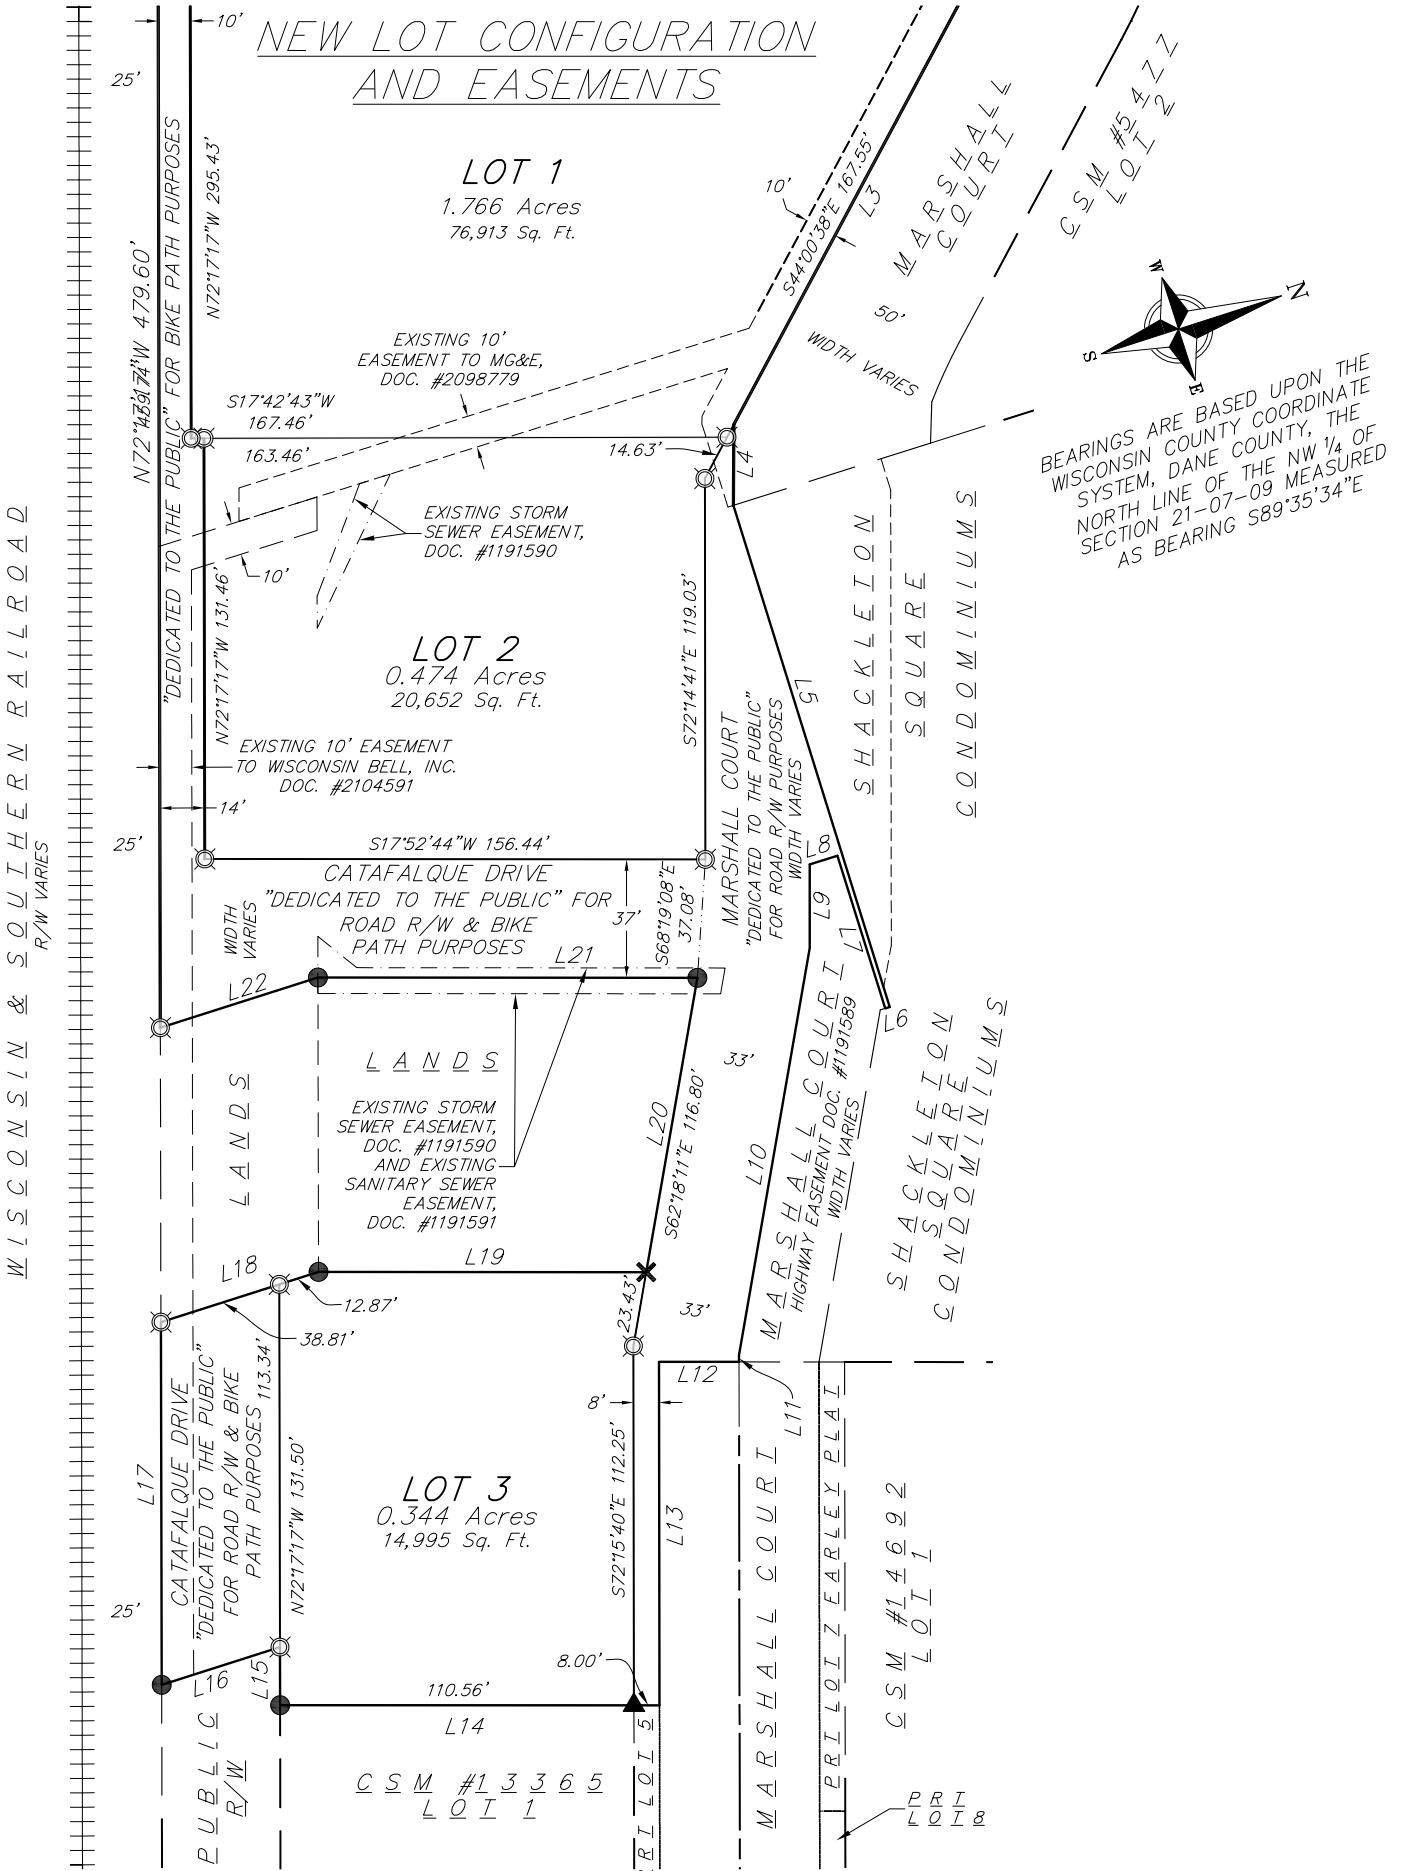 NEW LOT CONFIGURATION
AND EASEMENTS
10'
25'
"DEDICATED TO THE PUBLIC" FOR BIKE PATH PURPOSES
N72°17'17"W 295.43'
LOT 1
1.766 Acres
76,913 Sq. Ft.
10'
S44°00'38"E 167.55'
L3
MARSHALL
COURT
CSM #5477
LOT 2
50'
WIDTH VARIES
W
N
S
E
BEARINGS ARE BASED UPON THE
WISCONSIN COUNTY COORDINATE
SYSTEM, DANE COUNTY, THE
NORTH LINE OF THE NW ¼ OF
SECTION 21-07-09 MEASURED
AS BEARING S89°35'34"E
479.60'
EXISTING 10'
EASEMENT TO MG&E,
DOC. #2098779
S17°42'43"W
167.46'
163.46'
14.63'
L4
EXISTING STORM
SEWER EASEMENT,
DOC. #1191590
10'
N72°17'17"W 131.46'
LOT 2
0.474 Acres
20,652 Sq. Ft.
S72°14'41"E 119.03'
L5
SHACKLETON
SQUARE
CONDOMINIUMS
MARSHALL COURT
"DEDICATED TO THE PUBLIC"
FOR ROAD R/W PURPOSES
WIDTH VARIES
EXISTING 10' EASEMENT
TO WISCONSIN BELL, INC.
DOC. #2104591
14'
25'
WISCONSIN & SOUTHERN RAILROAD
R/W VARIES
S17°52'44"W 156.44'
CATAFALQUE DRIVE
"DEDICATED TO THE PUBLIC" FOR
ROAD R/W & BIKE
PATH PURPOSES
WIDTH
VARIES
37'
S68°19'08"E
37.08'
L8
L9
L7
L6
L21
L22
LANDS
LANDS
EXISTING STORM
SEWER EASEMENT,
DOC. #1191590
AND EXISTING
SANITARY SEWER
EASEMENT,
DOC. #1191591
L20
S62°18'11"E 116.80'
33'
L10
MARSHALL COURT
HIGHWAY EASEMENT DOC. #1191589
WIDTH VARIES
SHACKLETON
SQUARE
CONDOMINIUMS
L18
L19
12.87'
38.81'
23.43'
33'
L12
L11
8'
CATAFALQUE DRIVE
"DEDICATED TO THE PUBLIC"
FOR ROAD R/W & BIKE
PATH PURPOSES
113.34'
N72°17'17"W 131.50'
LOT 3
0.344 Acres
14,995 Sq. Ft.
S72°15'40"E 112.25'
L13
L17
25'
L16
L15
8.00'
110.56'
L14
PUBLIC
R/W
CSM #13365
LOT 1
PRT LOT 5
MARSHALL COURT
PRT LOT 7 FARLEY PLAT
CSM #14692
LOT 1
PRT
LOT 8